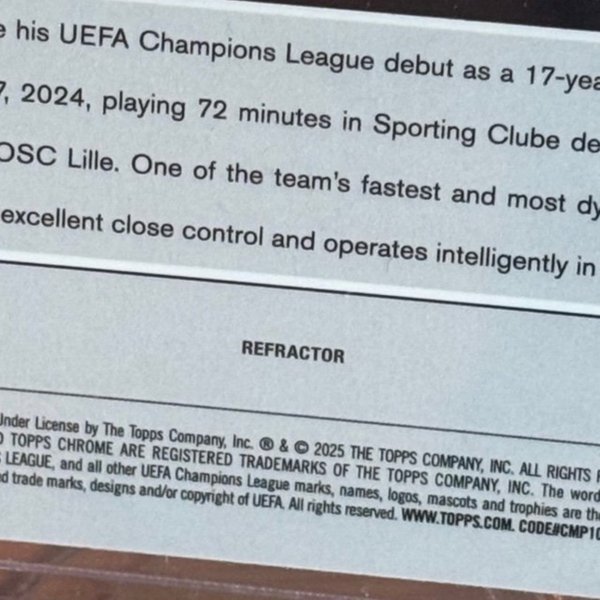 his UEFA Champions League debut as a 17-yea
7, 2024, playing 72 minutes in Sporting Clube de
OSC Lille. One of the team's fastest and most dy
excellent close control and operates intelligently in
REFRACTOR
Under License by The Topps Company, Inc. ® & © 2025 THE TOPPS COMPANY, INC. ALL RIGHTS
TOPPS CHROME ARE REGISTERED TRADEMARKS OF THE TOPPS COMPANY, INC. The word
LEAGUE, and all other UEFA Champions League marks, names, logos, mascots and trophies are the
d trade marks, designs and/or copyright of UEFA. All rights reserved. WWW.TOPPS.COM. CODE#CMP10